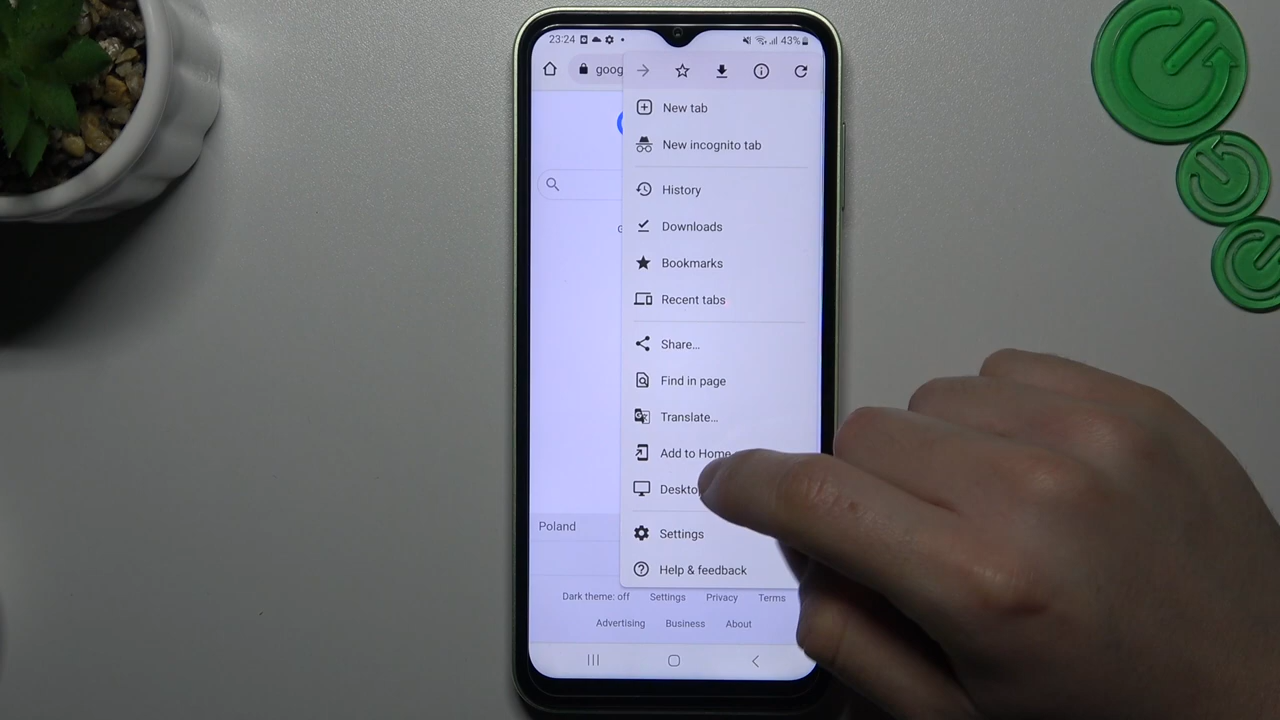 23:24
43%
goog
New tab
New incognito tab
History
Downloads
Bookmarks
Recent tabs
Share...
Find in page
Translate...
Add to Home
Deskto
Settings
Help & feedback
Poland
Dark theme: off Settings Privacy Terms
Advertising Business About